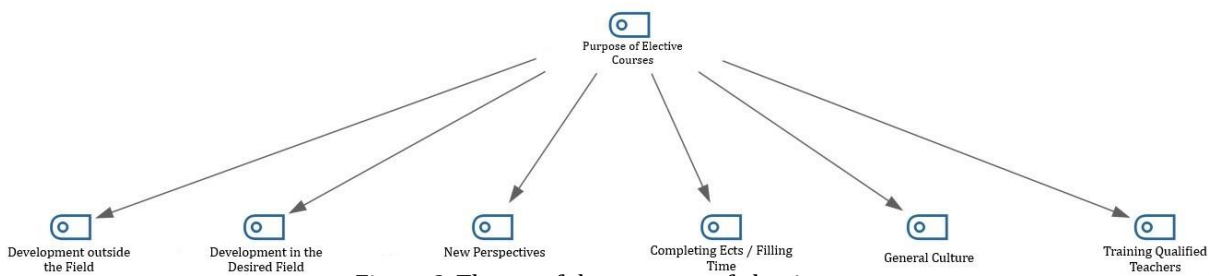 Purpose of Elective
Courses
Development outside
the Field
Development in the
Desired Field
New Perspectives
Completing Ects / Filling
Time
General Culture
Training Qualified
Teachers